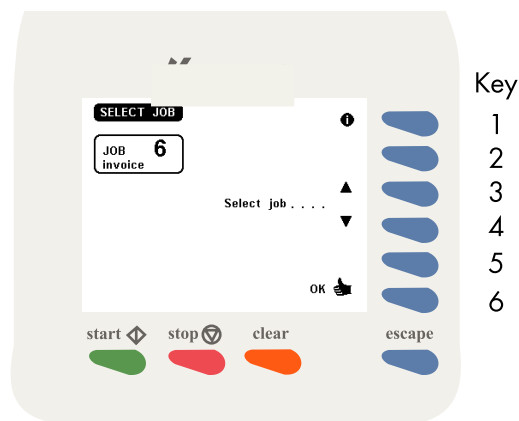 Key
SELECT JOB
1
JOB 6
invoice
2
3
Select job....
4
5
OK
6
start stop clear escape